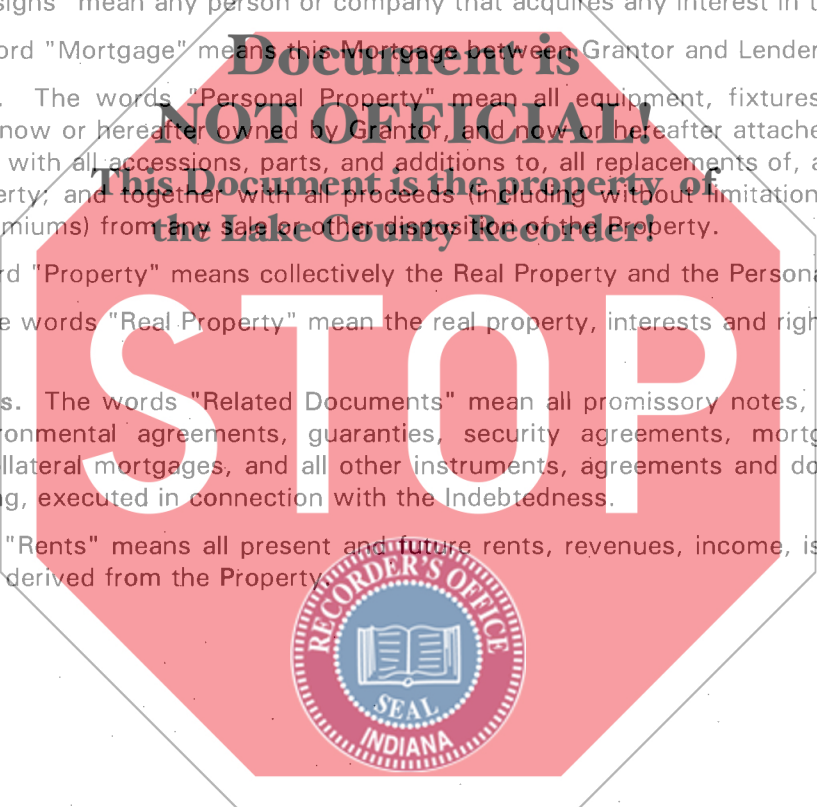 signs" mean any person or company that acquires any interest in t
ord "Mortgage" means this Mortgage between Grantor and Lender
Document is
. The words "Personal Property" mean all equipment, fixtures
NOT OFFICIAL!
now or hereafter owned by Grantor, and now or hereafter attache
with all accessions, parts, and additions to, all replacements of, a
This Document is the property of
erty; and together with all proceeds (including without limitation
the Lake County Recorder!
miums) from any sale or other disposition of the Property.
rd "Property" means collectively the Real Property and the Persona
e words "Real Property" mean the real property, interests and righ
STOP
s. The words "Related Documents" mean all promissory notes,
ronmental agreements, guaranties, security agreements, mortg
llateral mortgages, and all other instruments, agreements and do
ng, executed in connection with the Indebtedness.
"Rents" means all present and future rents, revenues, income, is
derived from the Property.
RECORDER'S OFFICE
SEAL
INDIANA